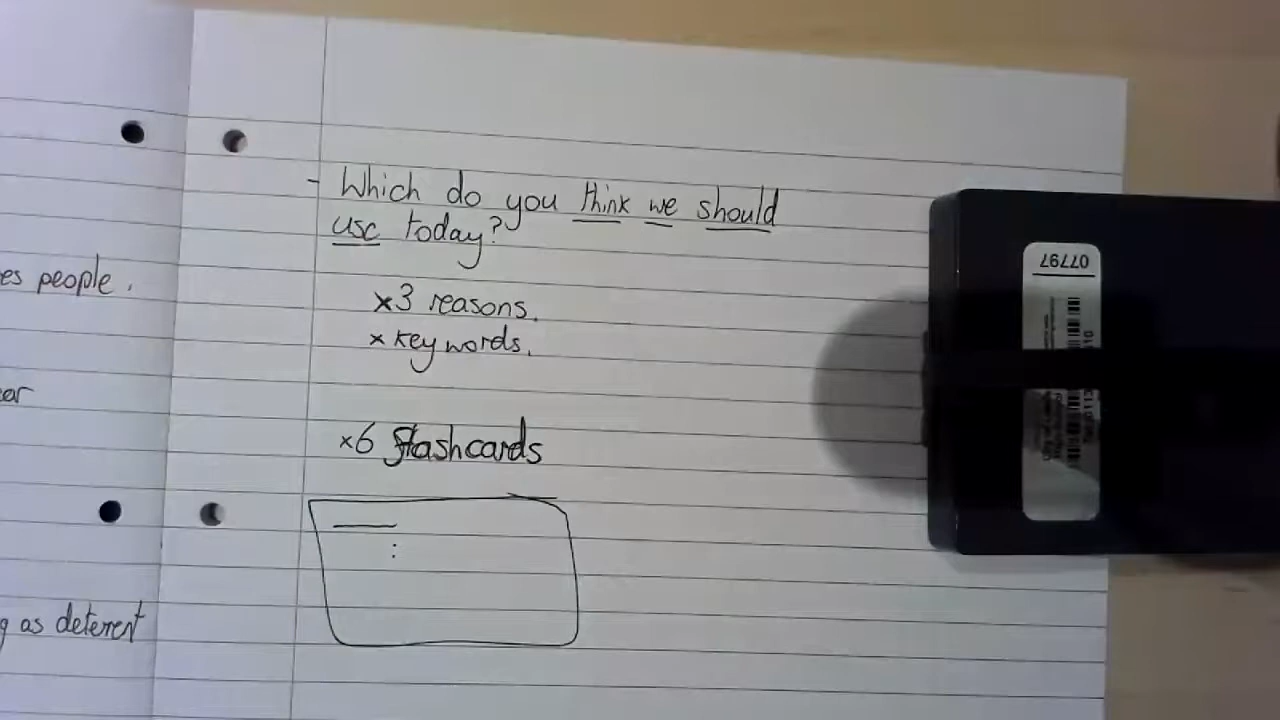 - Which do you think we should
use today?
x3 reasons.
x key words.
x6 flashcards
es people.
ar
g as deterent
07797